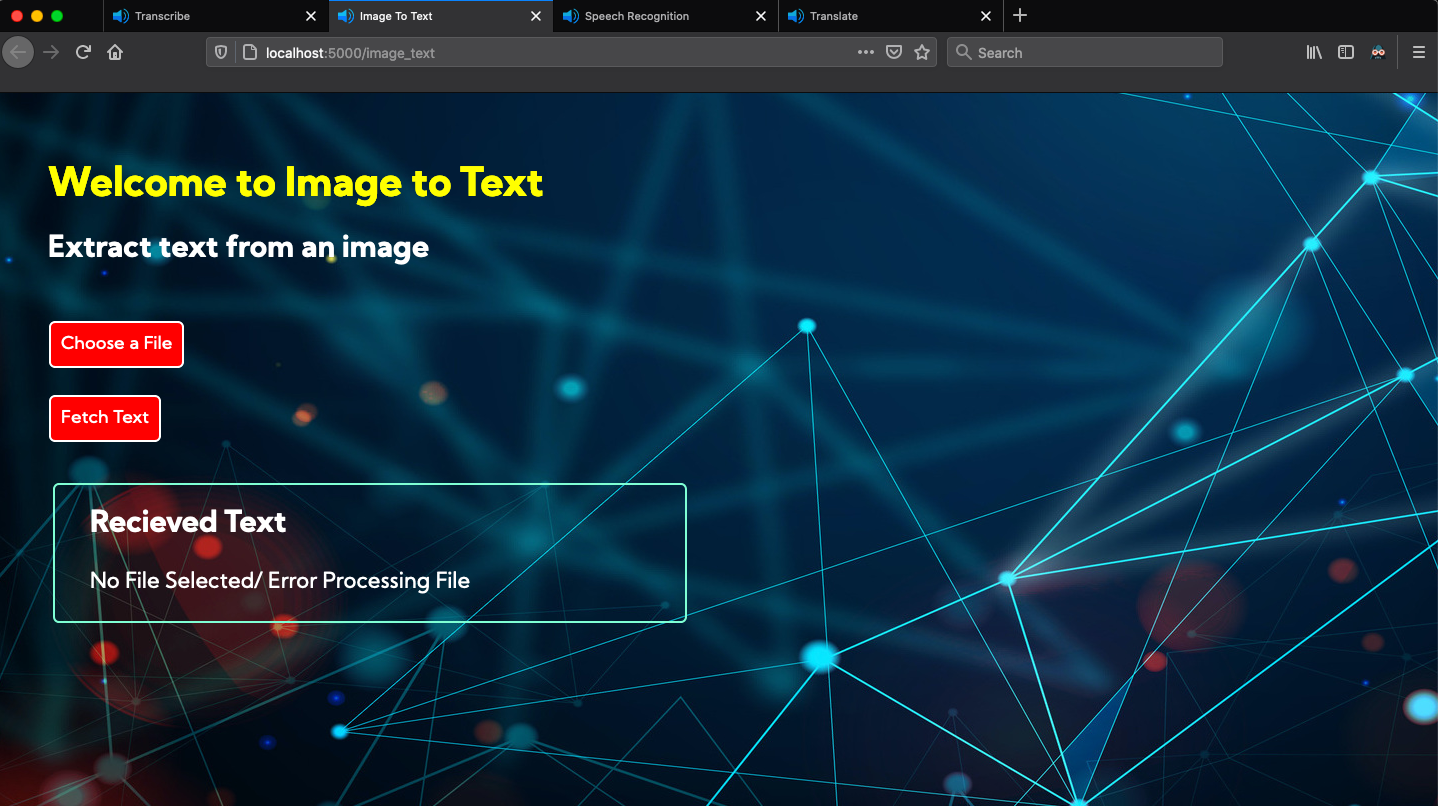 Transcribe
Image To Text
Speech Recognition
Translate
localhost:5000/image_text
Search
Welcome to Image to Text
Extract text from an image
Choose a File
Fetch Text
Recieved Text
No File Selected/ Error Processing File